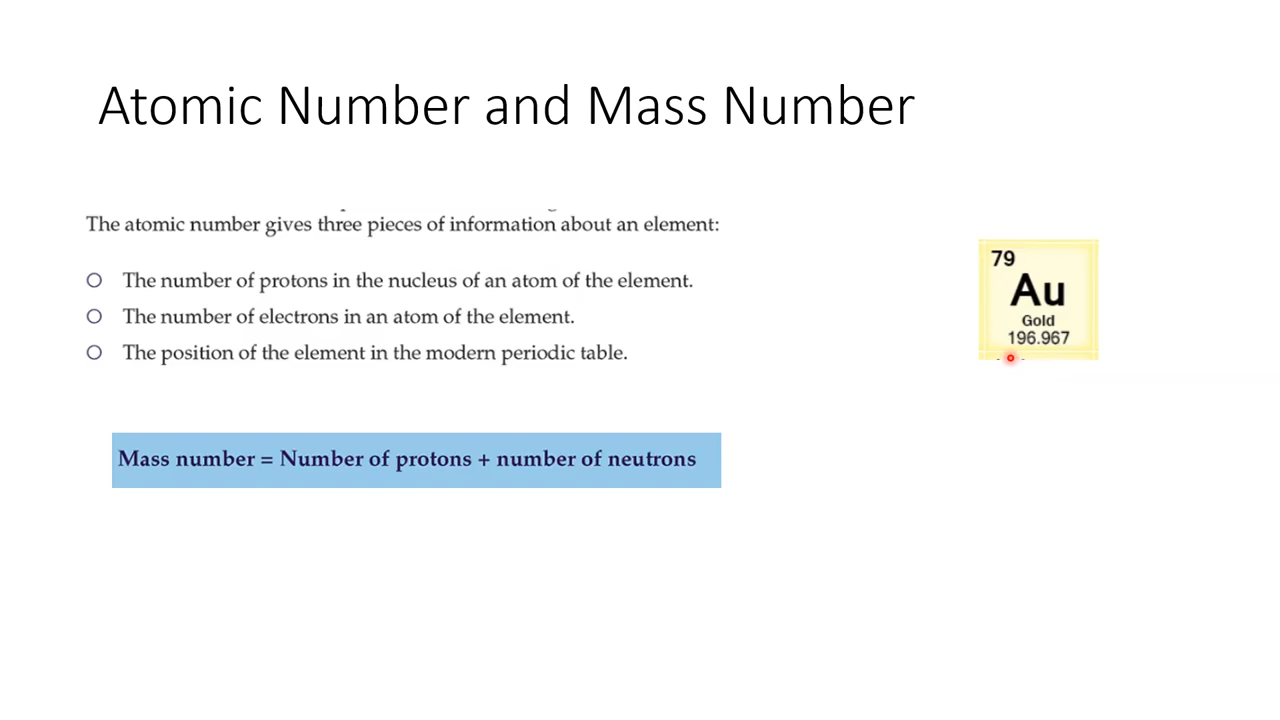 Atomic Number and Mass Number
The atomic number gives three pieces of information about an element:
The number of protons in the nucleus of an atom of the element.
The number of electrons in an atom of the element.
The position of the element in the modern periodic table.
79
Au
Gold
196.967
Mass number = Number of protons + number of neutrons